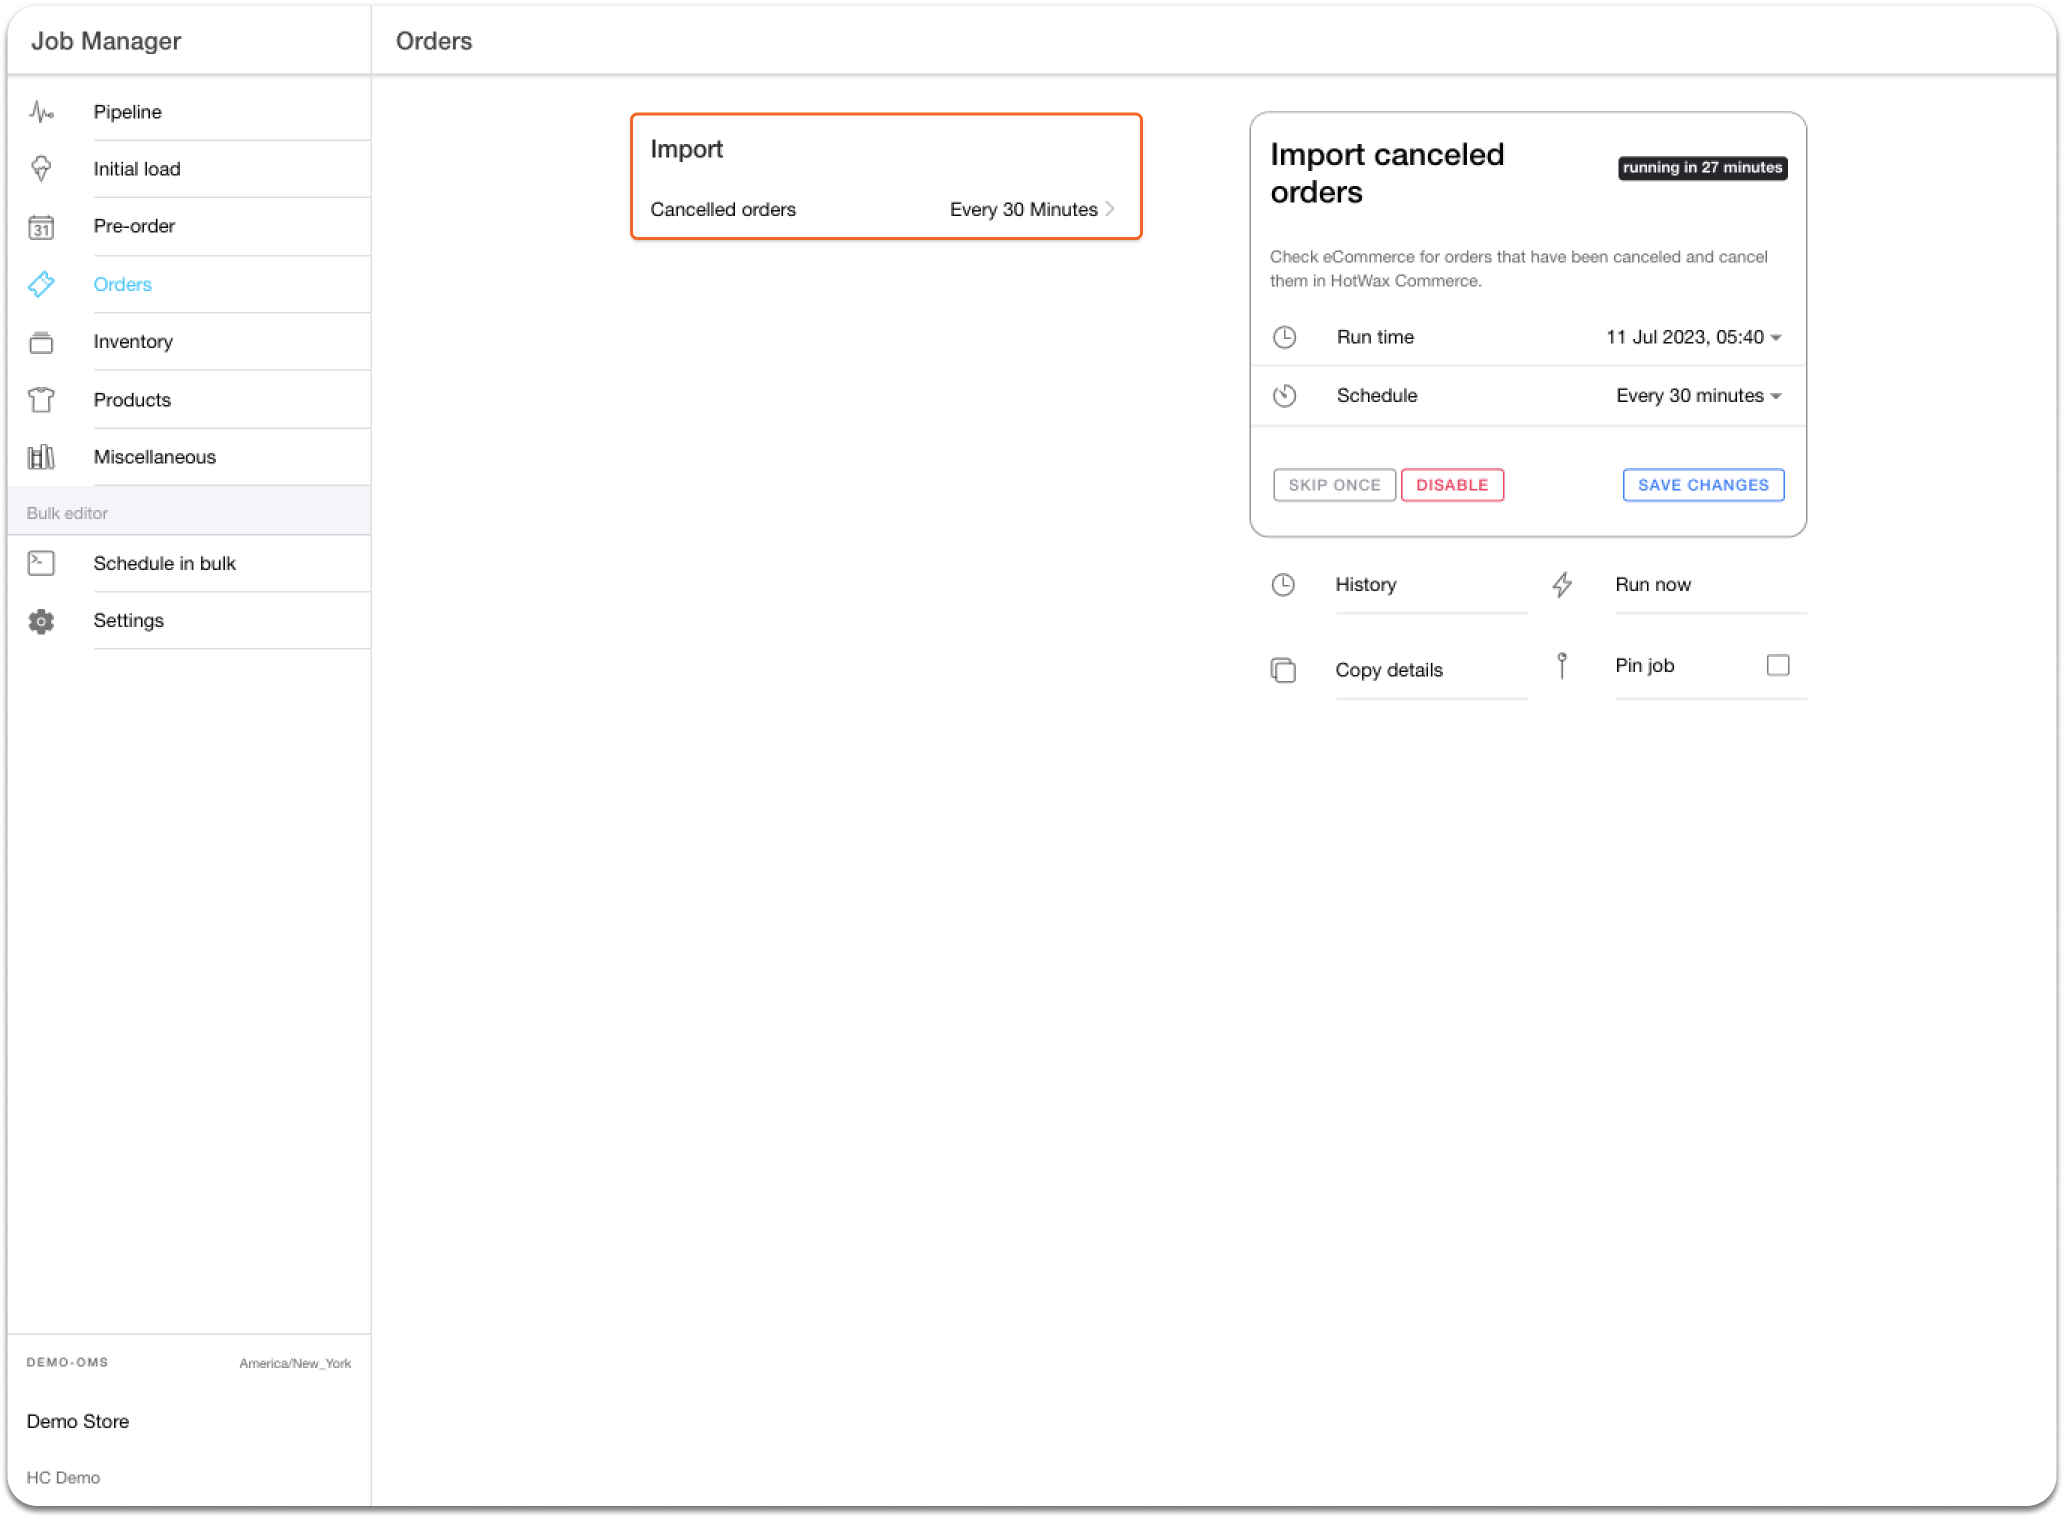 Job Manager
Orders
Pipeline
Initial load
31
Pre-order
Orders
Inventory
Products
Miscellaneous
Bulk editor
Schedule in bulk
Settings
DEMO-OMS
America/New_York
Demo Store
HC Demo
Import
Cancelled orders
Every 30 Minutes
Import canceled
orders
running in 27 minutes
Check eCommerce for orders that have been canceled and cancel
them in HotWax Commerce.
Run time
11 Jul 2023, 05:40
Schedule
Every 30 minutes
SKIP ONCE
DISABLE
SAVE CHANGES
History
Run now
Copy details
Pin job